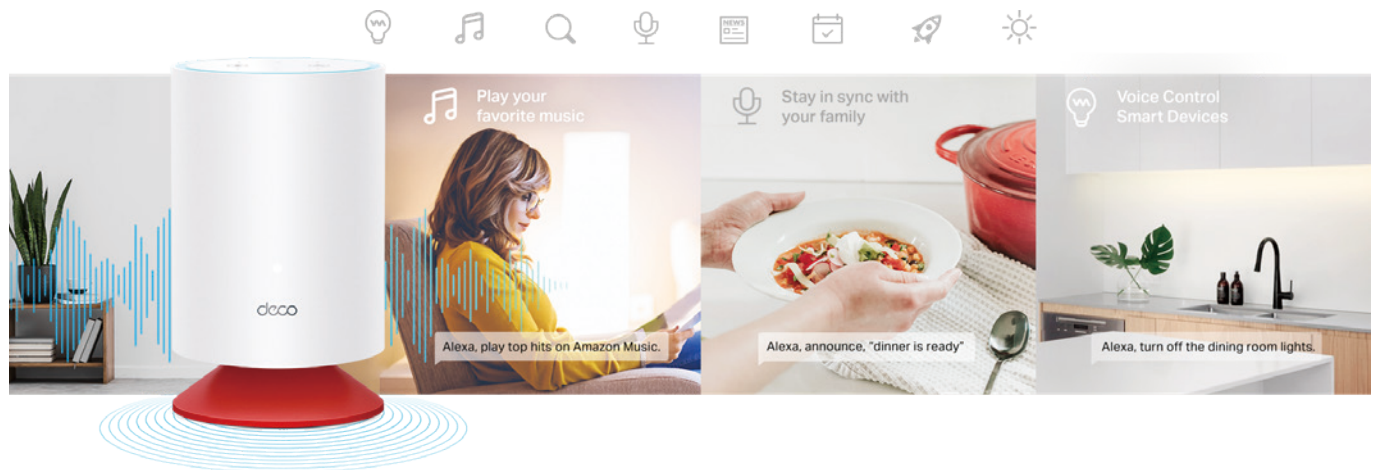 NEWS
Play your
favorite music
Stay in sync with
your family
Voice Control
Smart Devices
deco
Alexa, play top hits on Amazon Music.
Alexa, announce, "dinner is ready"
Alexa, turn off the dining room lights.